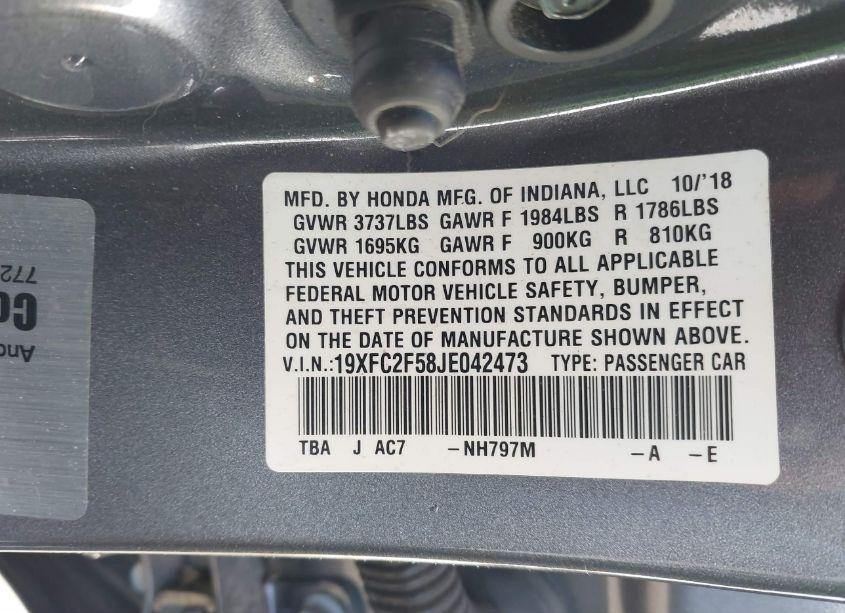 MFD. BY HONDA MFG. OF INDIANA, LLC 10/'18
GVWR 3737LBS GAWR F 1984LBS R 1786LBS
GVWR 1695KG GAWR F 900KG R 810KG
THIS VEHICLE CONFORMS TO ALL APPLICABLE
FEDERAL MOTOR VEHICLE SAFETY, BUMPER,
AND THEFT PREVENTION STANDARDS IN EFFECT
ON THE DATE OF MANUFACTURE SHOWN ABOVE.
V.I.N.:19XFC2F58JE042473 TYPE: PASSENGER CAR
TBA J AC7 -NH797M -A -E
772